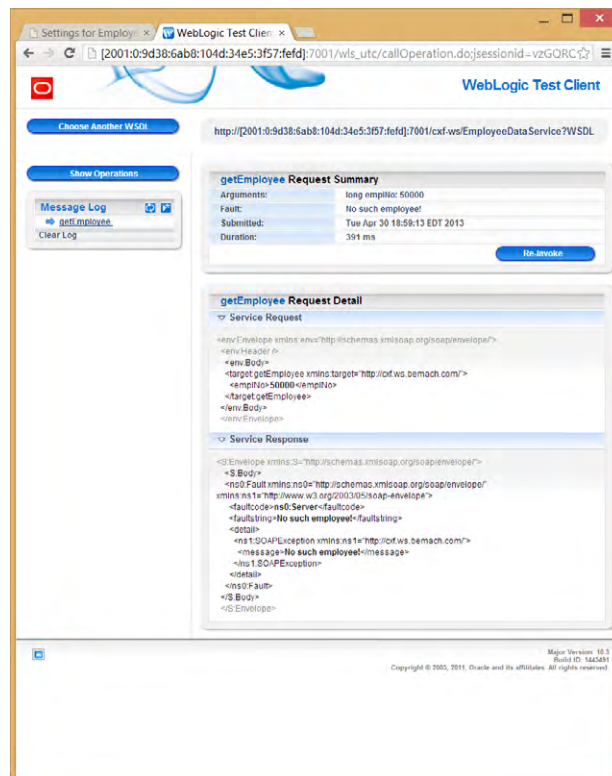 Settings for Employ
WebLogic Test Clien
[2001:0:9d38:6ab8:104d:34e5:3f57:fefd]:7001/wls_utc/callOperation.do;jsessionid=vzGQRC
WebLogic Test Client
Choose Another WSDL
http://[2001:0:9d38:6ab8:104d:34e5:3f57:fefd]:7001/cxf-ws/EmployeeDataService?WSDL
Show Operations
Message Log
getEmployee
Clear Log
getEmployee Request Summary
Arguments: long emplNo: 50000
Fault: No such employee!
Submitted: Tue Apr 30 18:59:13 EDT 2013
Duration: 391 ms
Re-Invoke
getEmployee Request Detail
Service Request
<env:Envelope xmlns:env="http://schemas.xmlsoap.org/soap/envelope/">
<env:Header />
<env:Body>
<target:getEmployee xmlns:target="http://cxf.ws.bemach.com/">
<emplNo>50000</emplNo>
</target:getEmployee>
</env:Body>
</env:Envelope>
Service Response
<S:Envelope xmlns:S="http://schemas.xmlsoap.org/soap/envelope/">
<S:Body>
<ns0:Fault xmlns:ns0="http://schemas.xmlsoap.org/soap/envelope/"
xmlns:ns1="http://www.w3.org/2003/05/soap-envelope">
<faultcode>ns0:Server</faultcode>
<faultstring>No such employee!</faultstring>
<detail>
<ns1:SOAPException xmlns:ns1="http://cxf.ws.bemach.com/">
<message>No such employee!</message>
</ns1:SOAPException>
</detail>
</ns0:Fault>
</S:Body>
</S:Envelope>
Major Version: 10.3
Build ID: 1445491
Copyright © 2005, 2011, Oracle and its affilitales. All rights reserved.